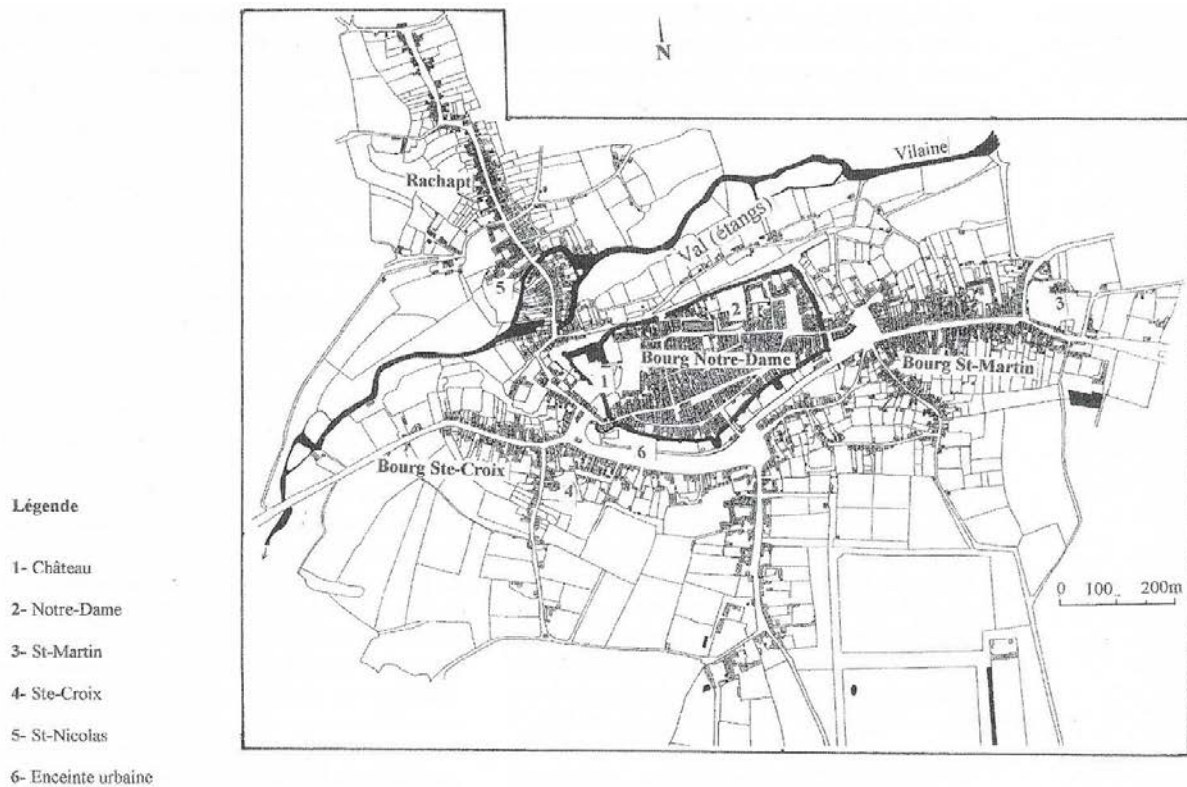 N
Vilaine
Rachapt
Val (étangs)
5
2
3
Bourg Notre-Dame
1
Bourg St-Martin
6
Bourg Ste-Croix
4
0 100 200m
Légende
1- Château
2- Notre-Dame
3- St-Martin
4- Ste-Croix
5- St-Nicolas
6- Enceinte urbaine